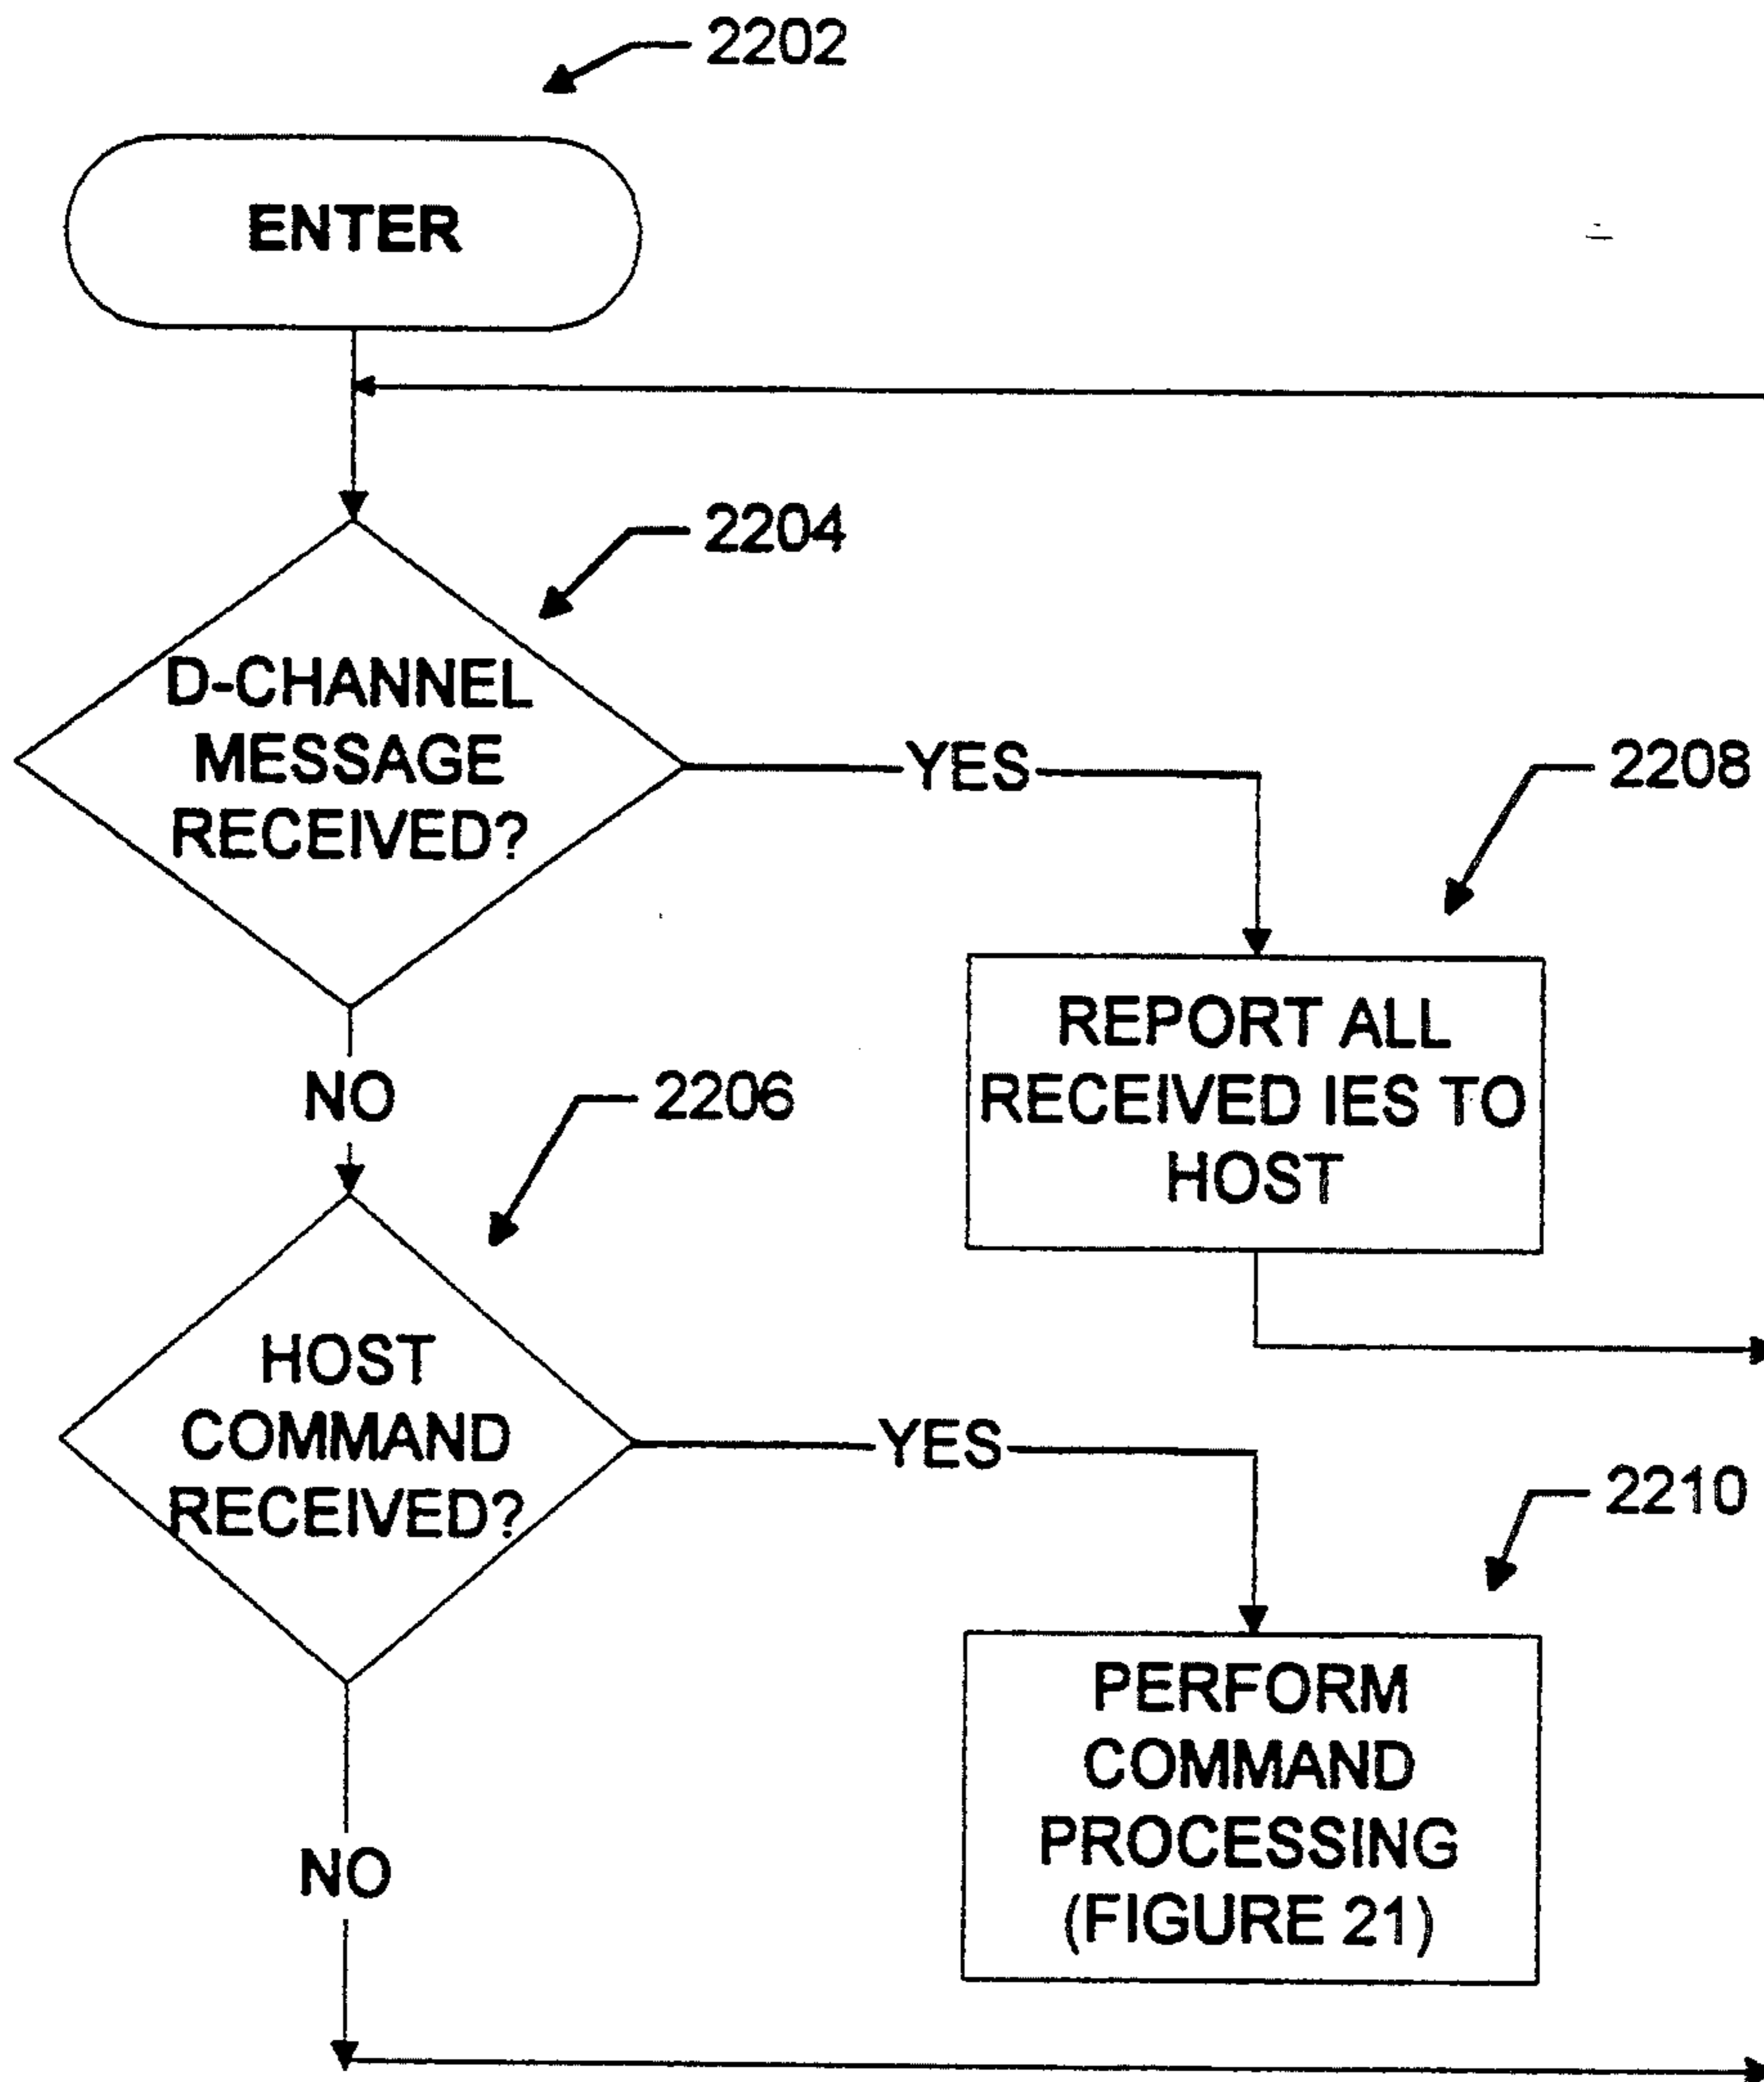 2202
ENTER
2204
D-CHANNEL
MESSAGE
RECEIVED?
YES
2208
REPORT ALL
RECEIVED IES TO
HOST
NO
2206
HOST
COMMAND
RECEIVED?
YES
2210
PERFORM
COMMAND
PROCESSING
(FIGURE 21)
NO